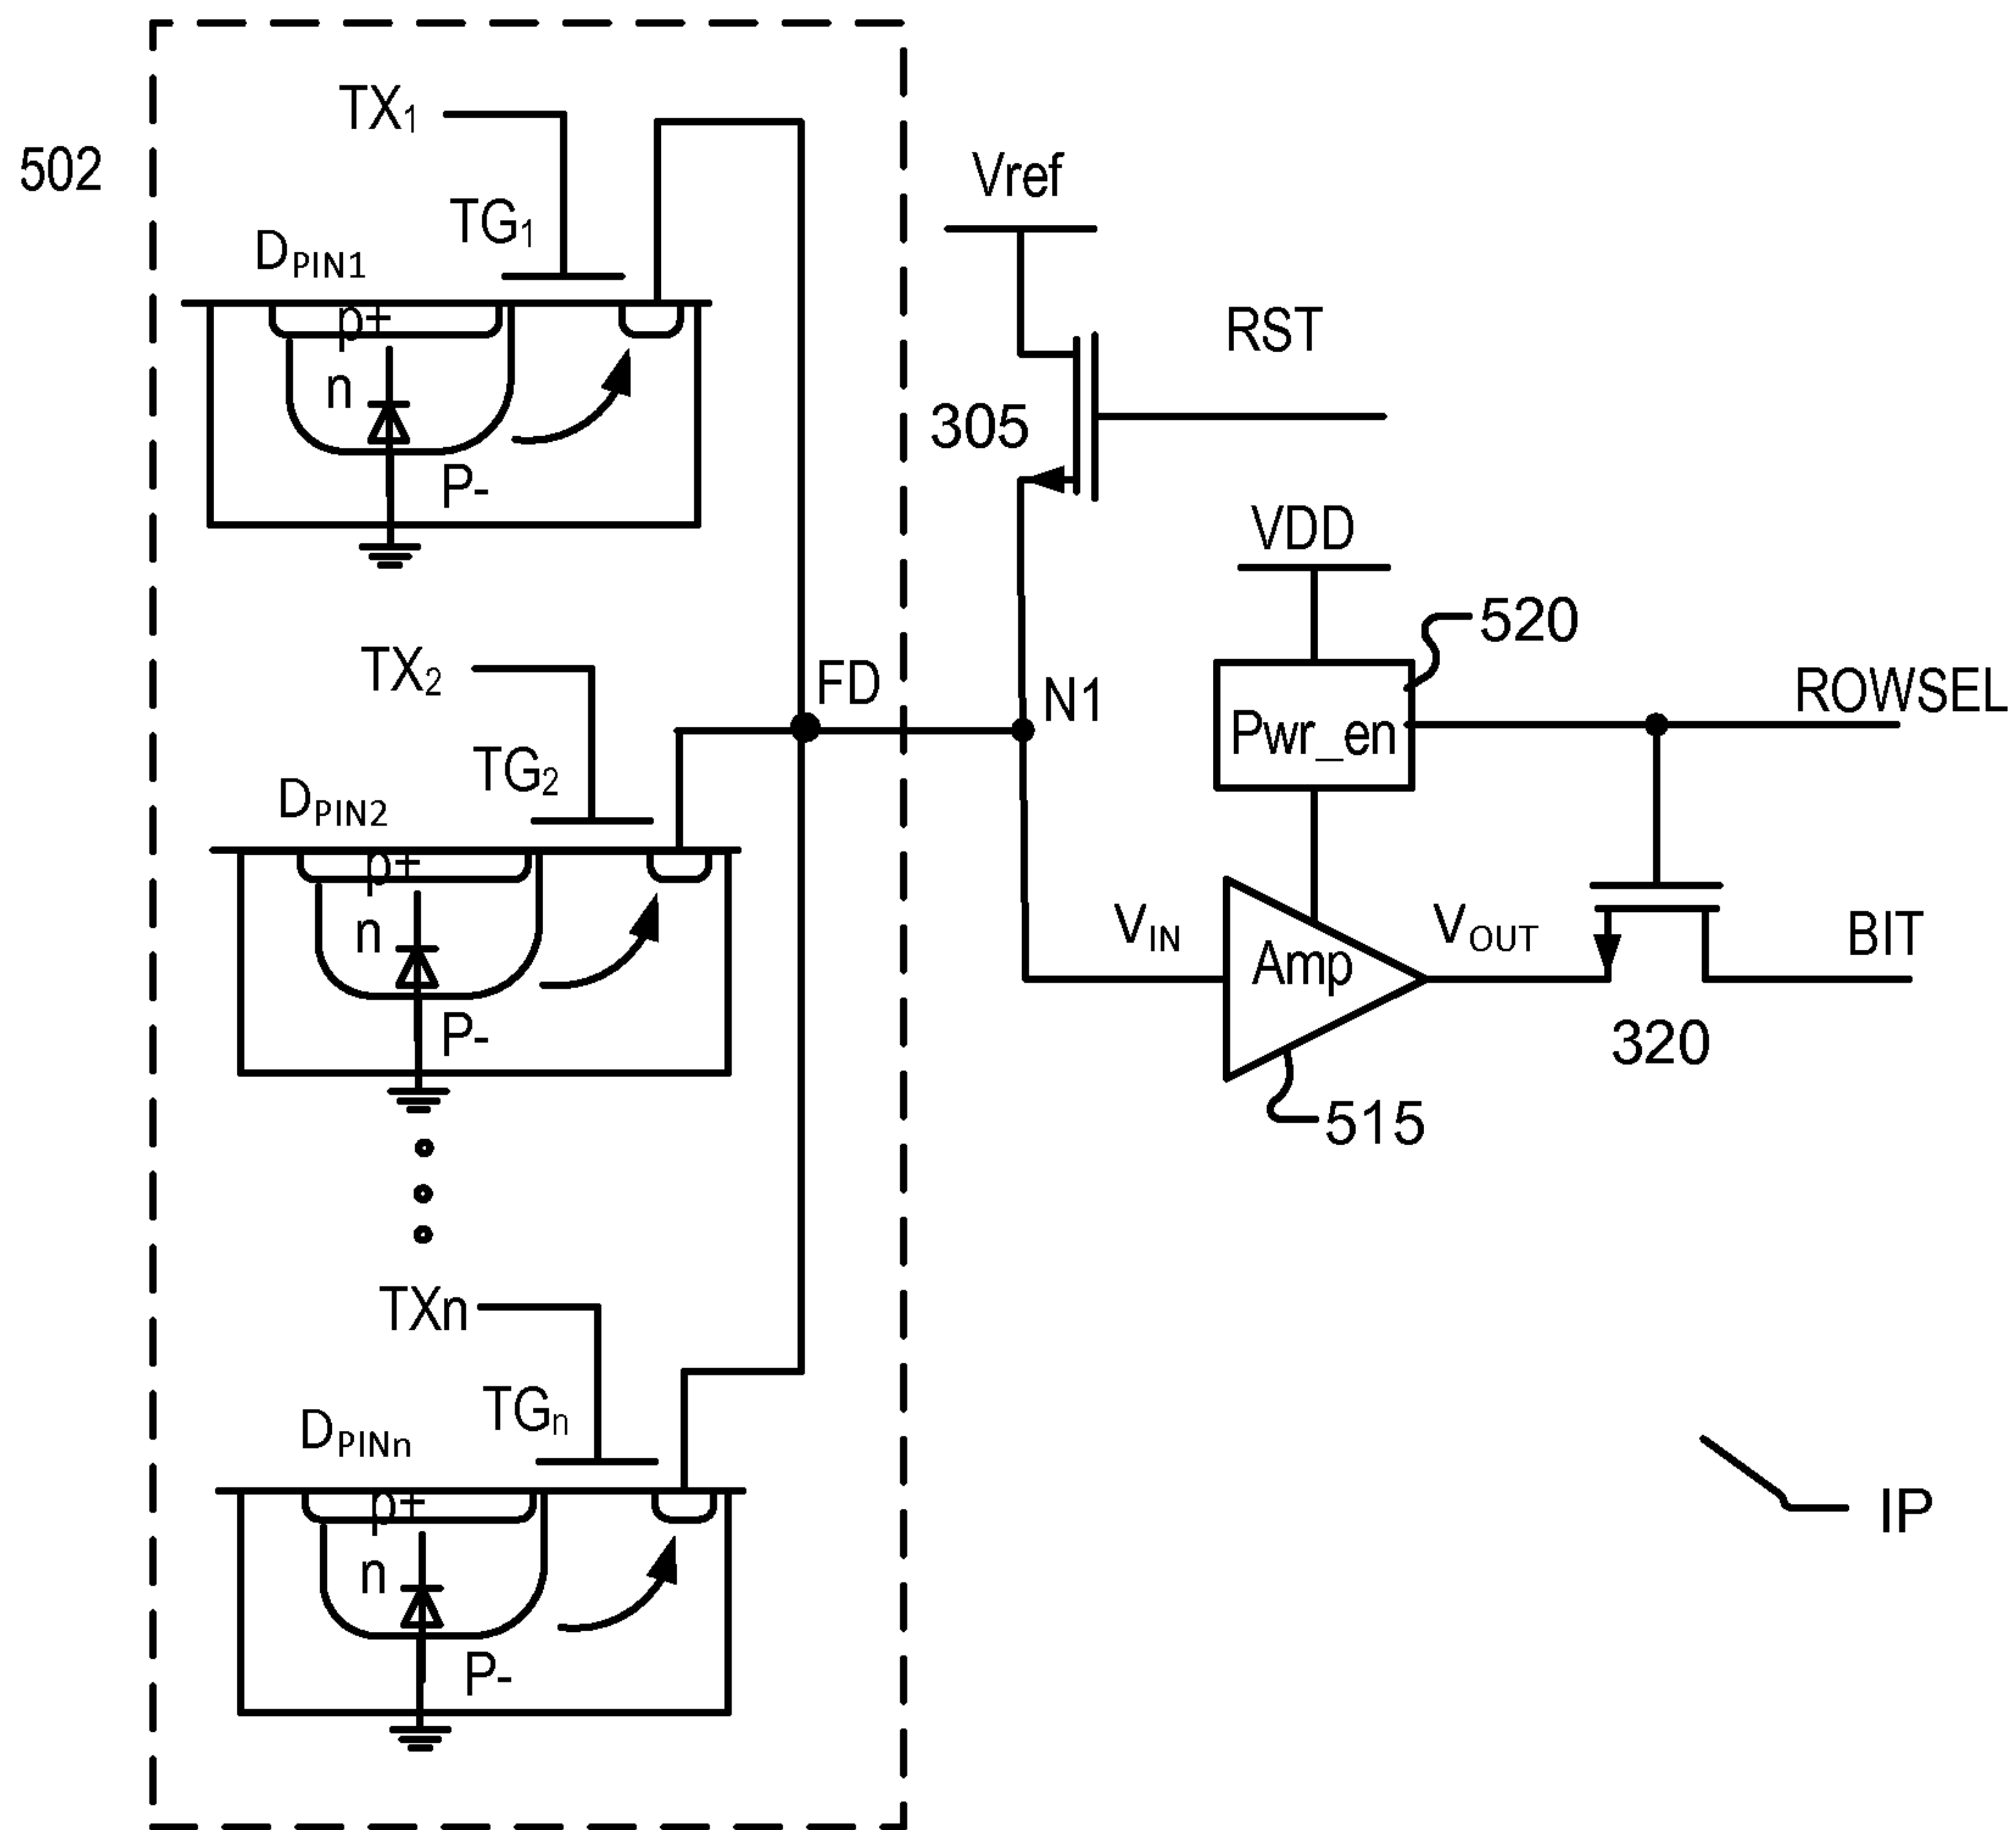 502
TX1
TG1
DPIN1
p+
n
P-
Vref
RST
305
VDD
520
TX2
TG2
DPIN2
p+
n
P-
FD
N1
Pwr_en
ROWSEL
VIN
Amp
VOUT
BIT
320
515
TXn
TGn
DPINn
p+
n
P-
IP